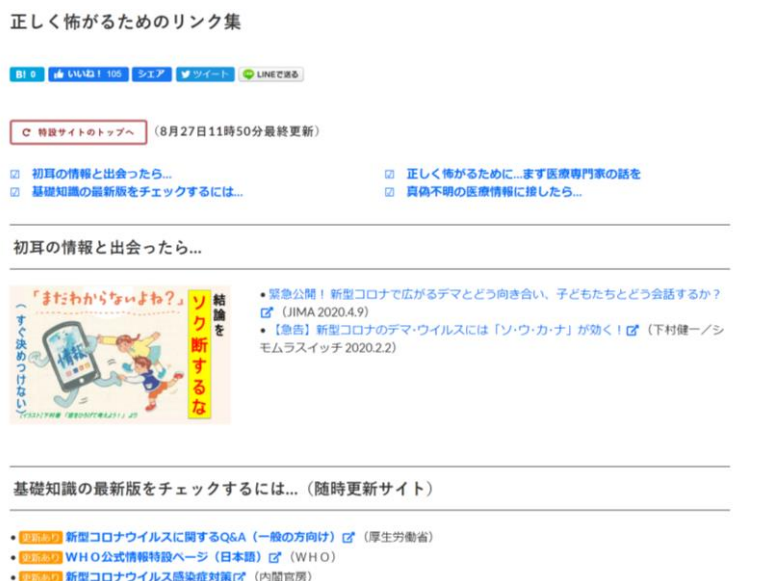 正しく怖がるためのリンク集
B! 0 いいね！ 105 シェア ツイート LINEで送る
特設サイトのトップへ （8月27日11時50分最終更新）
初耳の情報と出会ったら... 正しく怖がるために...まず医療専門家の話を
基礎知識の最新版をチェックするには... 真偽不明の医療情報に接したら...
初耳の情報と出会ったら...
「まだわからないよね？」
結論を
ソク断するな
（すぐ決めつけない）
情報
• 緊急公開！ 新型コロナで広がるデマとどう向き合い、子どもたちとどう会話するか？
（JIMA 2020.4.9）
• 【急告】新型コロナのデマ・ウイルスには「ソ・ウ・カ・ナ」が効く！ （下村健一／シ
モムラスイッチ 2020.2.2）
基礎知識の最新版をチェックするには...（随時更新サイト）
• 更新あり 新型コロナウイルスに関するQ&A（一般の方向け） （厚生労働省）
• 更新あり ＷＨＯ公式情報特設ページ（日本語） （ＷＨＯ）
• 更新あり 新型コロナウイルス感染症対策 （内閣官房）